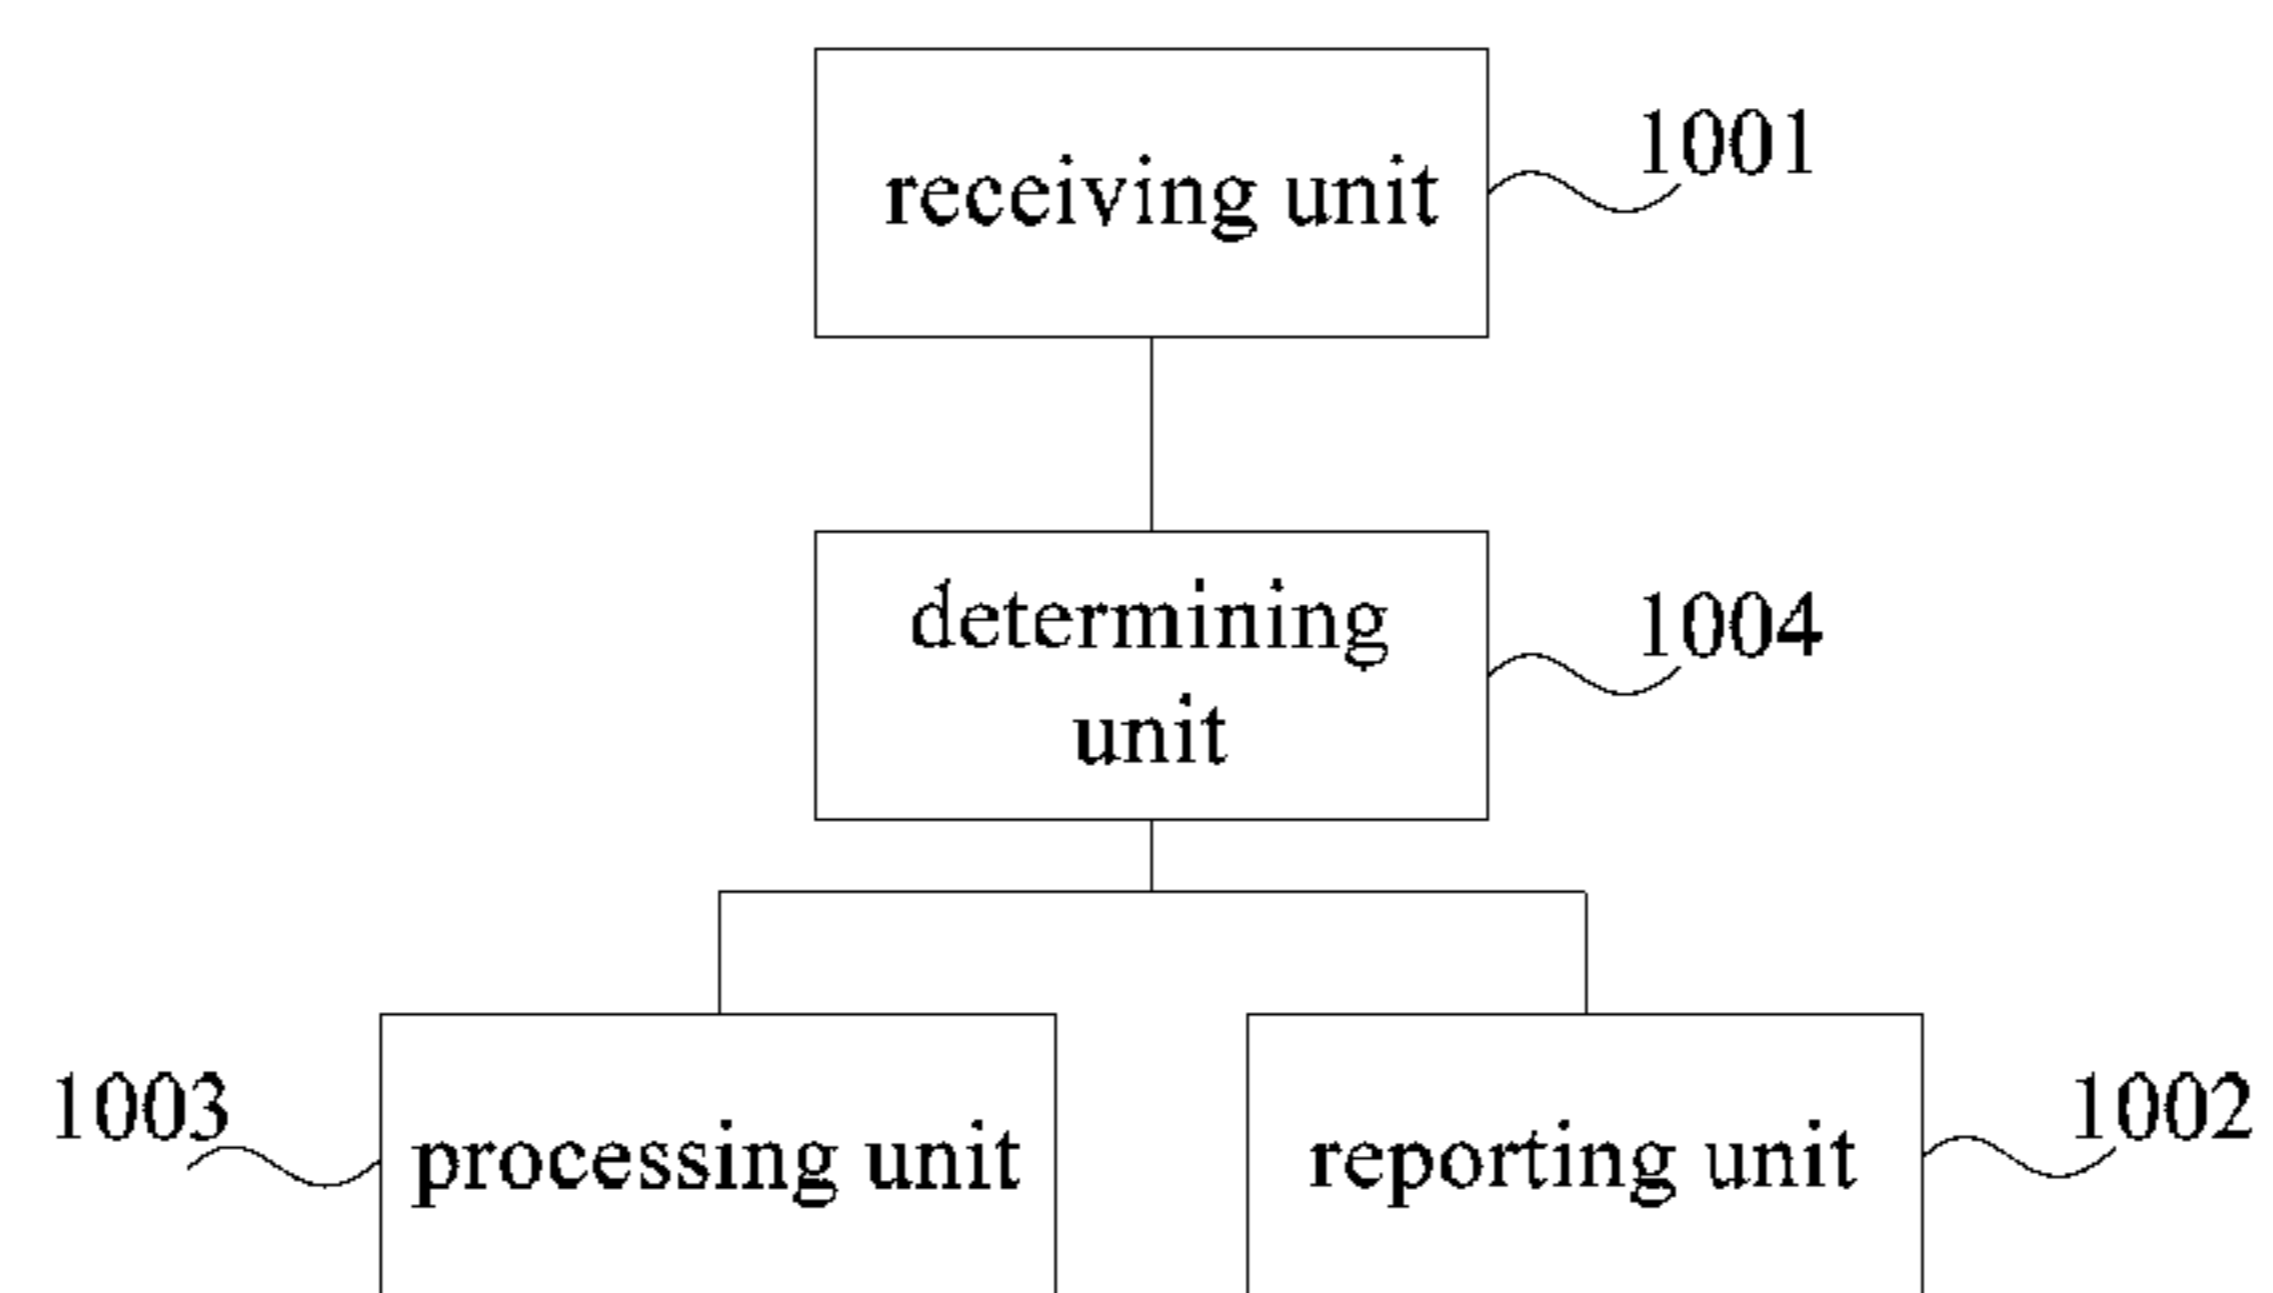 receiving unit
1001
determining
unit
1004
1003
processing unit
reporting unit
1002